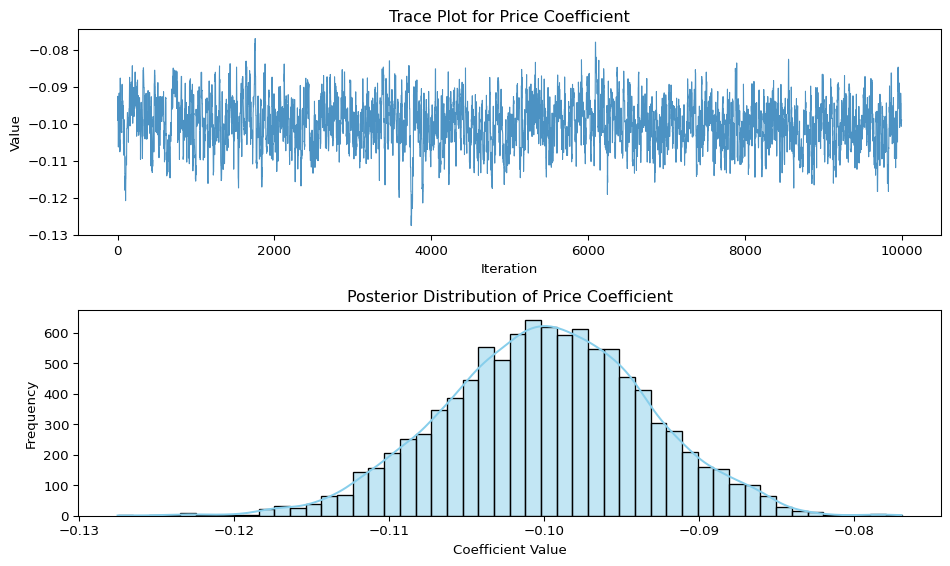 Trace Plot for Price Coefficient
−0.08
−0.09
−0.10
−0.11
−0.12
−0.13
Value
0 2000 4000 6000 8000 10000
Iteration
Posterior Distribution of Price Coefficient
600
500
400
300
200
100
0
Frequency
−0.13 −0.12 −0.11 −0.10 −0.09 −0.08
Coefficient Value